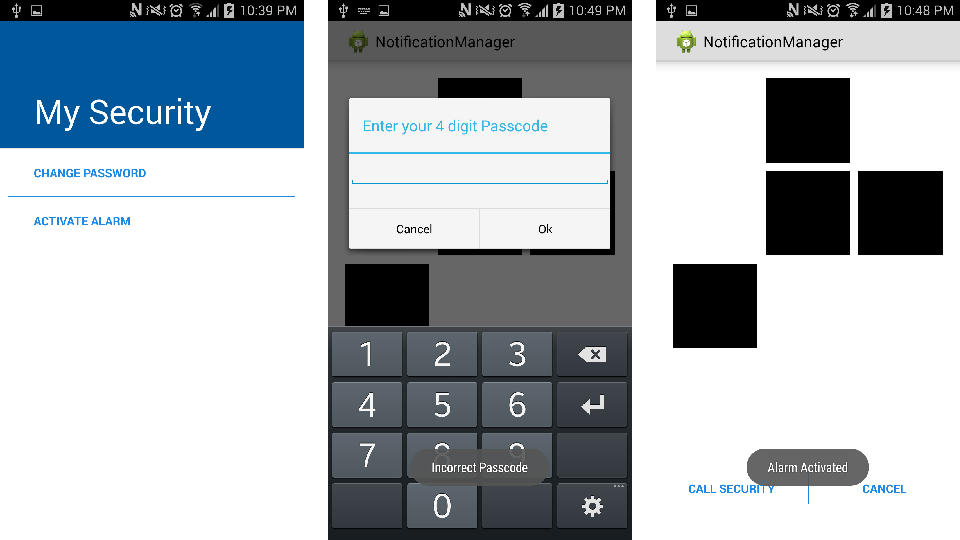 10:39 PM
My Security
CHANGE PASSWORD
ACTIVATE ALARM
10:49 PM
NotificationManager
Enter your 4 digit Passcode
Cancel Ok
1 2 3
4 5 6
7 8 9
Incorrect Passcode
0
10:48 PM
NotificationManager
Alarm Activated
CALL SECURITY CANCEL